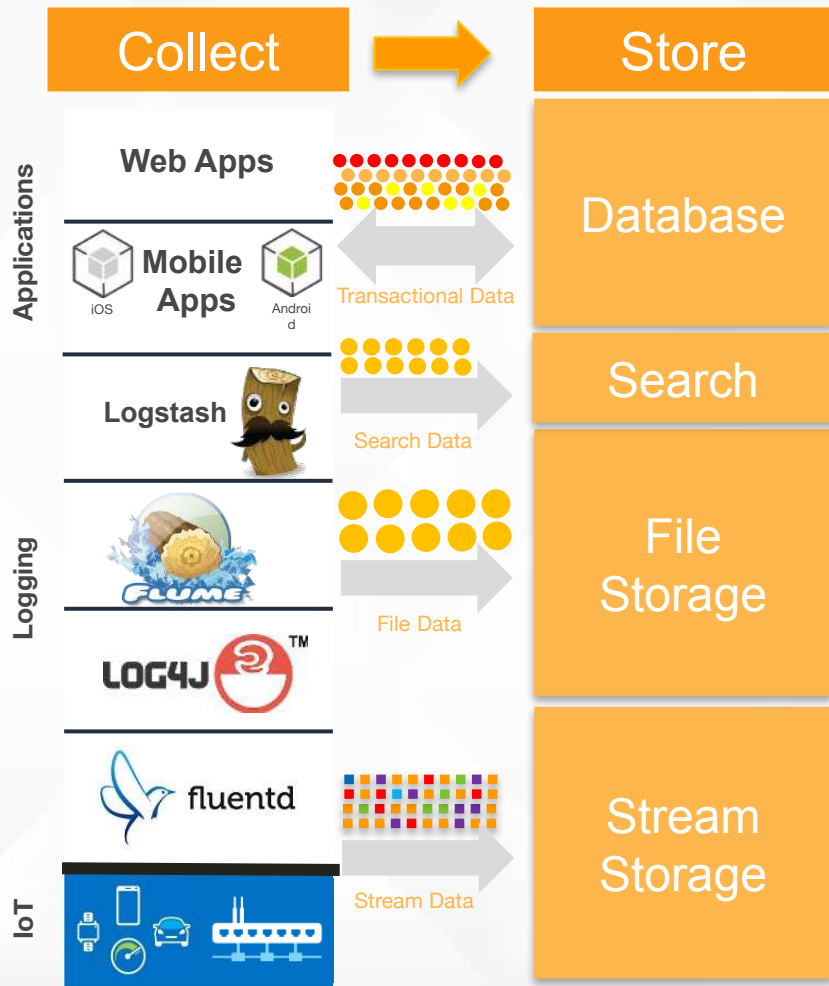 Collect
Store
Applications
Web Apps
Database
iOS
Mobile
Apps
Androi
d
Transactional Data
Logstash
Search
Search Data
Logging
FLUME
File
Storage
File Data
LOG4J TM
fluentd
Stream
Storage
IoT
Stream Data